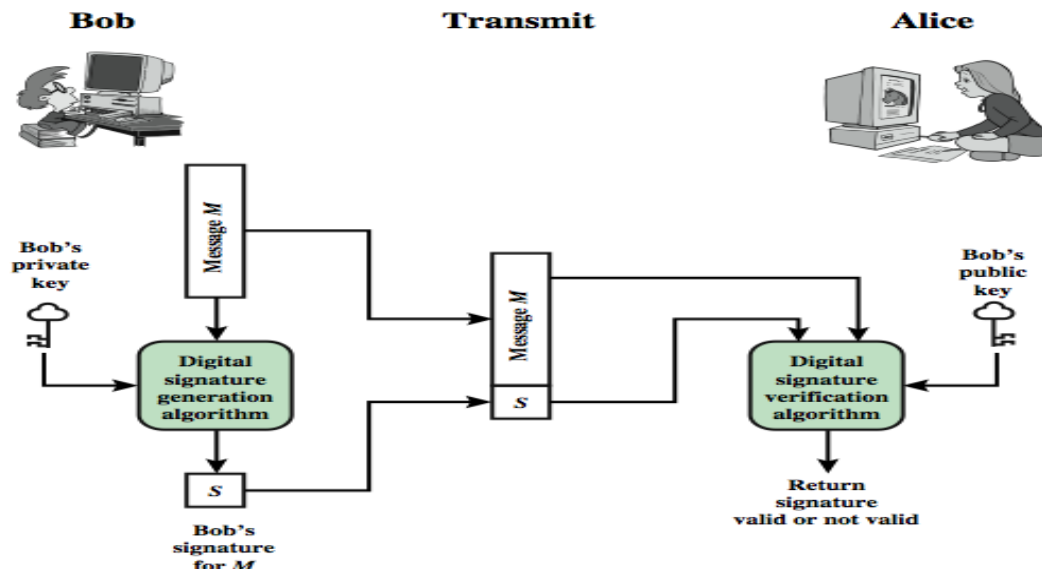 Bob
Transmit
Alice
Message M
Bob's
private
key
Digital
signature
generation
algorithm
S
Bob's
signature
for M
Message M
S
Bob's
public
key
Digital
signature
verification
algorithm
Return
signature
valid or not valid